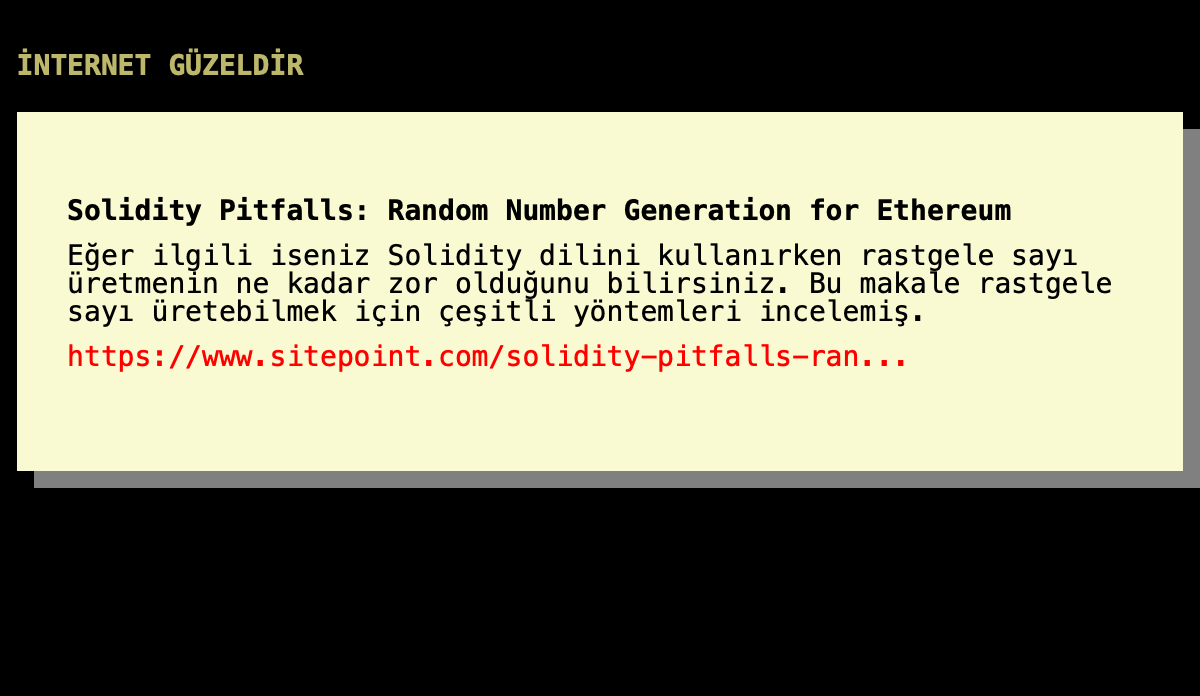 İNTERNET GÜZELDİR
Solidity Pitfalls: Random Number Generation for Ethereum
Eğer ilgili iseniz Solidity dilini kullanırken rastgele sayı
üretmenin ne kadar zor olduğunu bilirsiniz. Bu makale rastgele
sayı üretebilmek için çeşitli yöntemleri incelemiş.
https://www.sitepoint.com/solidity-pitfalls-ran...